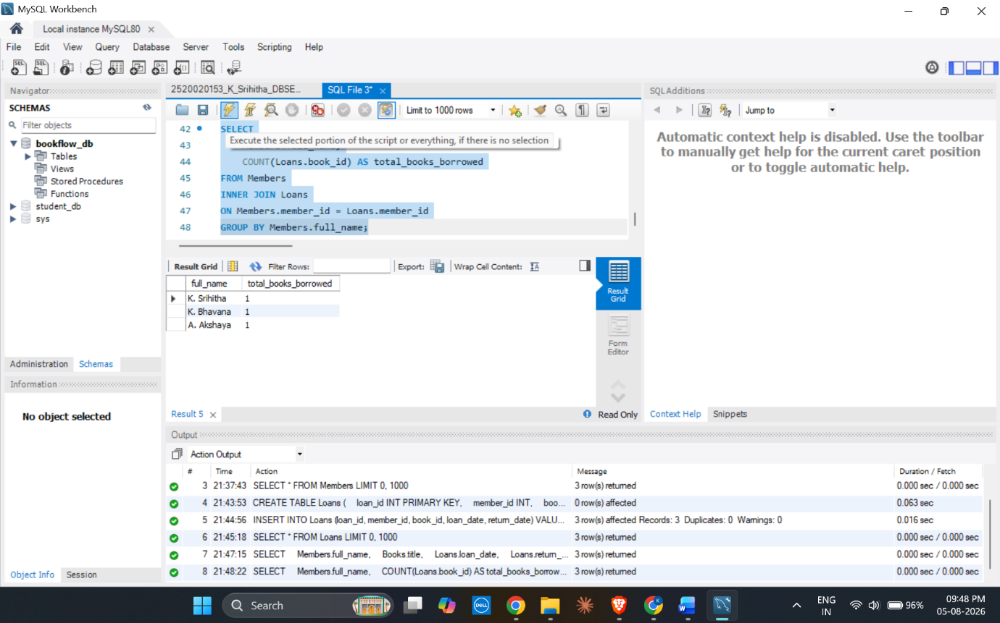 MySQL Workbench
Local instance MySQL80
File Edit View Query Database Server Tools Scripting Help
Navigator
SCHEMAS
Filter objects
bookflow_db
Tables
Views
Stored Procedures
Functions
student_db
sys
Administration Schemas
Information
No object selected
Object Info Session
2520020153_K_Srihitha_DBSE... SQL File 3*
Limit to 1000 rows
42 SELECT
Execute the selected portion of the script or everything, if there is no selection
43
44 COUNT(Loans.book_id) AS total_books_borrowed
45 FROM Members
46 INNER JOIN Loans
47 ON Members.member_id = Loans.member_id
48 GROUP BY Members.full_name;
Result Grid Filter Rows: Export: Wrap Cell Content:
full_name total_books_borrowed
K. Srihitha 1
K. Bhavana 1
A. Akshaya 1
Result
Grid
Form
Editor
Result 5 Read Only
SQLAdditions
Jump to
Automatic context help is disabled. Use the toolbar
to manually get help for the current caret position
or to toggle automatic help.
Context Help Snippets
Output
Action Output
# Time Action Message Duration / Fetch
3 21:37:43 SELECT * FROM Members LIMIT 0, 1000 3 row(s) returned 0.000 sec / 0.000 sec
4 21:43:53 CREATE TABLE Loans ( loan_id INT PRIMARY KEY, member_id INT, boo... 0 row(s) affected 0.063 sec
5 21:44:56 INSERT INTO Loans (loan_id, member_id, book_id, loan_date, return_date) VALU... 3 row(s) affected Records: 3 Duplicates: 0 Warnings: 0 0.016 sec
6 21:45:18 SELECT * FROM Loans LIMIT 0, 1000 3 row(s) returned 0.000 sec / 0.000 sec
7 21:47:15 SELECT Members.full_name, Books.title, Loans.loan_date, Loans.return_... 3 row(s) returned 0.000 sec / 0.000 sec
8 21:48:22 SELECT Members.full_name, COUNT(Loans.book_id) AS total_books_borrow... 3 row(s) returned 0.000 sec / 0.000 sec
Search
DELL
ENG
IN
96%
09:48 PM
05-08-2026